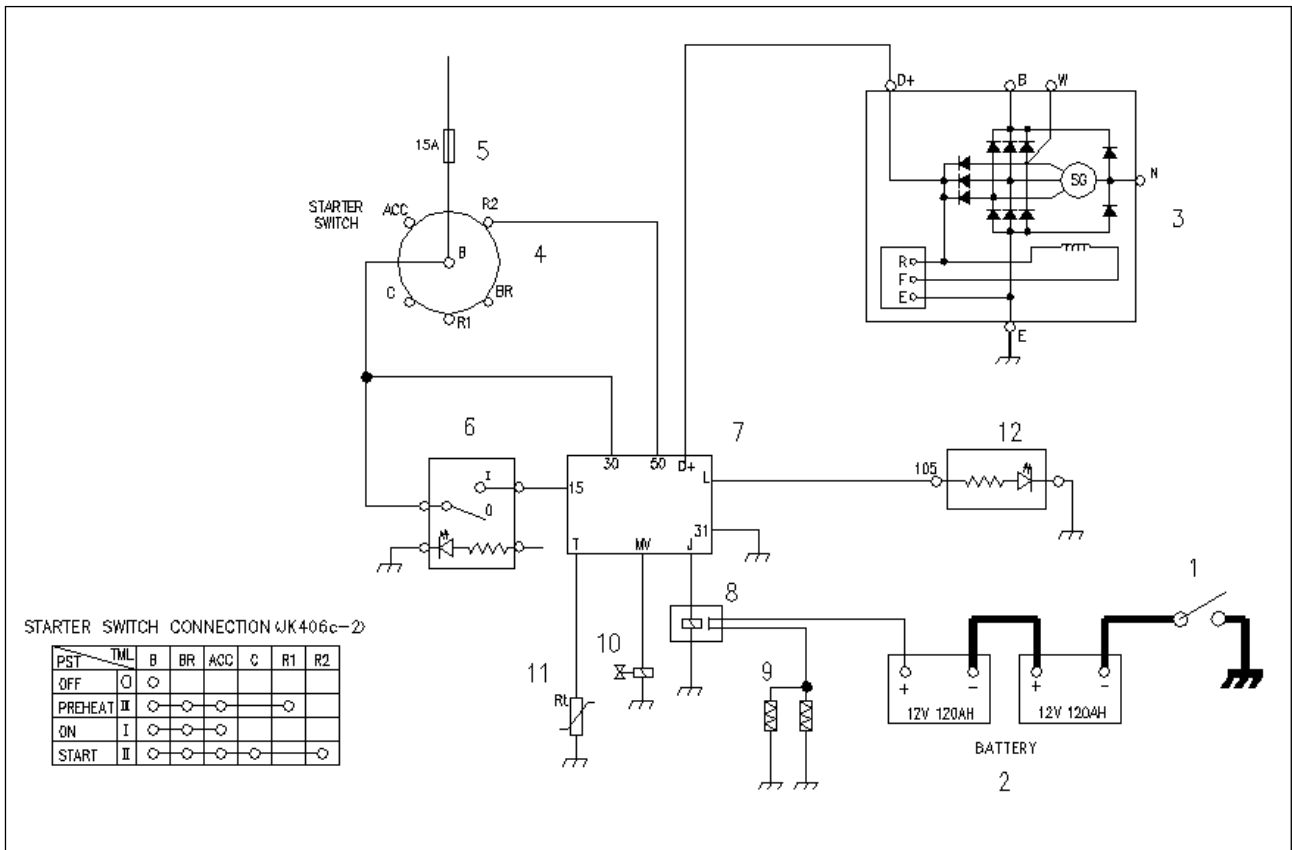 D+ B W
15A 5
STARTER
SWITCH
ACC R2
SG N
B 4 3
C BR
R1
R
F
E
E
6 7 12
30 50 D+
I 15 L 105
0
31
T MV J
8 1
STARTER SWITCH CONNECTION (JK406c-2)
PST TML B BR ACC C R1 R2
OFF O
PREHEAT II
ON I
START II
10 9
11
Rt
+ - + -
12V 120AH 12V 120AH
BATTERY
2